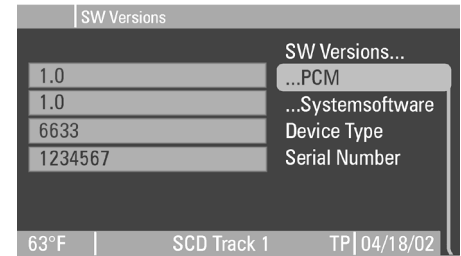 SW Versions
SW Versions...
1.0 ...PCM
1.0 ...Systemsoftware
6633 Device Type
1234567 Serial Number
63°F SCD Track 1 TP 04/18/02